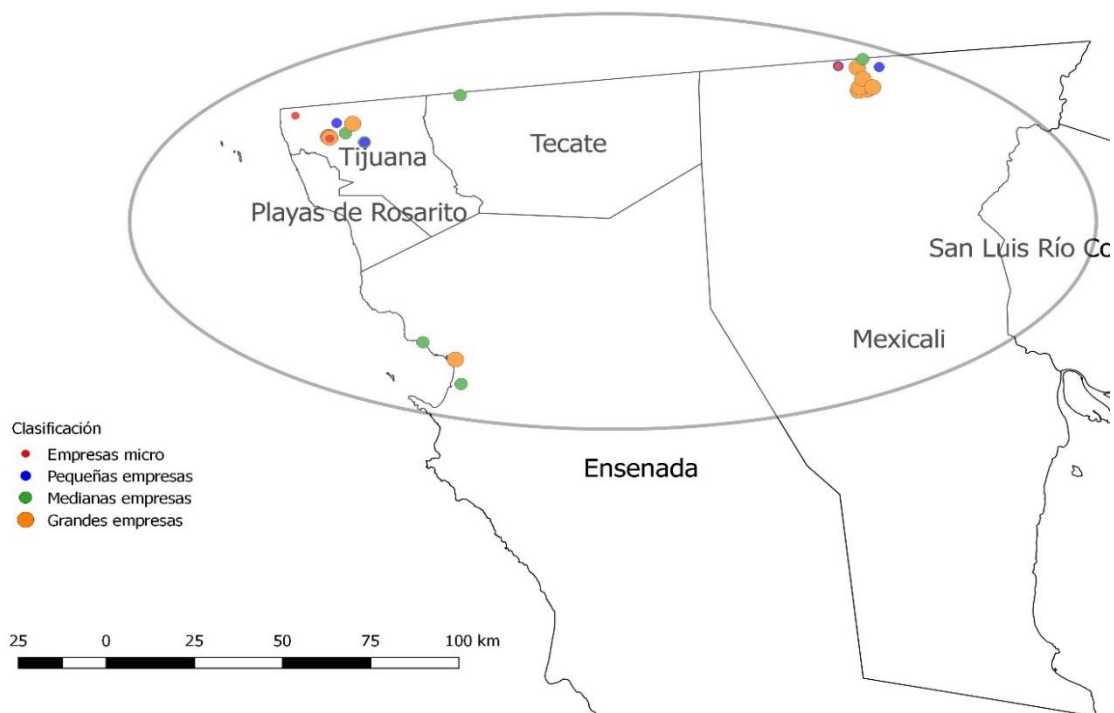 Tecate
Tijuana
Playas de Rosarito
San Luis Río Co
Mexicali
Clasificación
Empresas micro
Pequeñas empresas
Medianas empresas
Grandes empresas
Ensenada
25 0 25 50 75 100 km